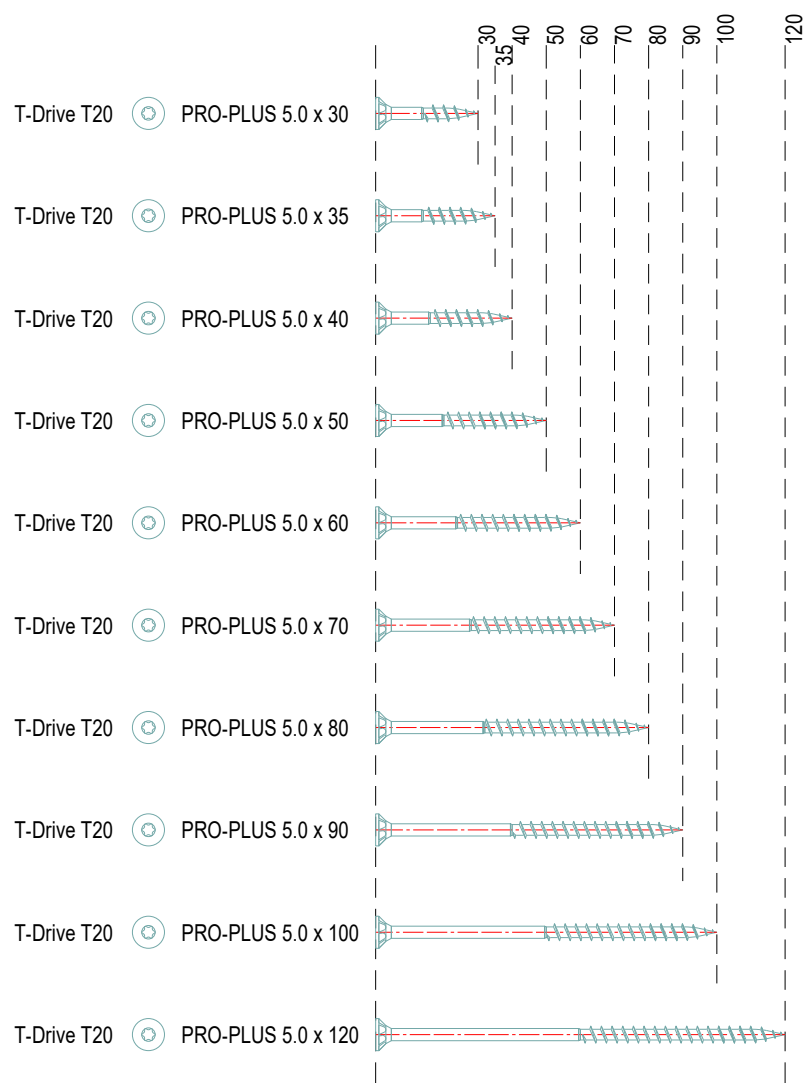 30 35 40 50 60 70 80 90 100 120
T-Drive T20 PRO-PLUS 5.0 x 30
T-Drive T20 PRO-PLUS 5.0 x 35
T-Drive T20 PRO-PLUS 5.0 x 40
T-Drive T20 PRO-PLUS 5.0 x 50
T-Drive T20 PRO-PLUS 5.0 x 60
T-Drive T20 PRO-PLUS 5.0 x 70
T-Drive T20 PRO-PLUS 5.0 x 80
T-Drive T20 PRO-PLUS 5.0 x 90
T-Drive T20 PRO-PLUS 5.0 x 100
T-Drive T20 PRO-PLUS 5.0 x 120